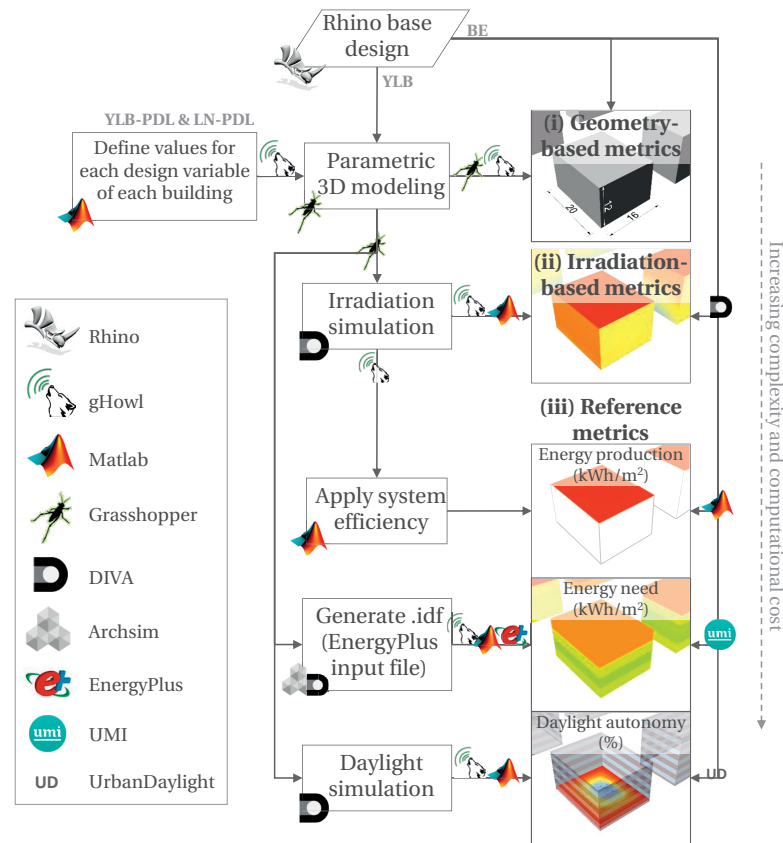 Rhino base
design
BE
YLB
YLB-PDL & LN-PDL
Define values for
each design variable
of each building
Parametric
3D modeling
(i) Geometry-
based metrics
12
20
16
(ii) Irradiation-
based metrics
Irradiation
simulation
(iii) Reference
metrics
Energy production
(kWh/m²)
Apply system
efficiency
Energy need
(kWh/m²)
Generate .idf
(EnergyPlus
input file)
e+
umi
Daylight autonomy
(%)
Daylight
simulation
UD
Increasing complexity and computational cost
Rhino
gHowl
Matlab
Grasshopper
DIVA
Archsim
e+ EnergyPlus
umi UMI
UD UrbanDaylight